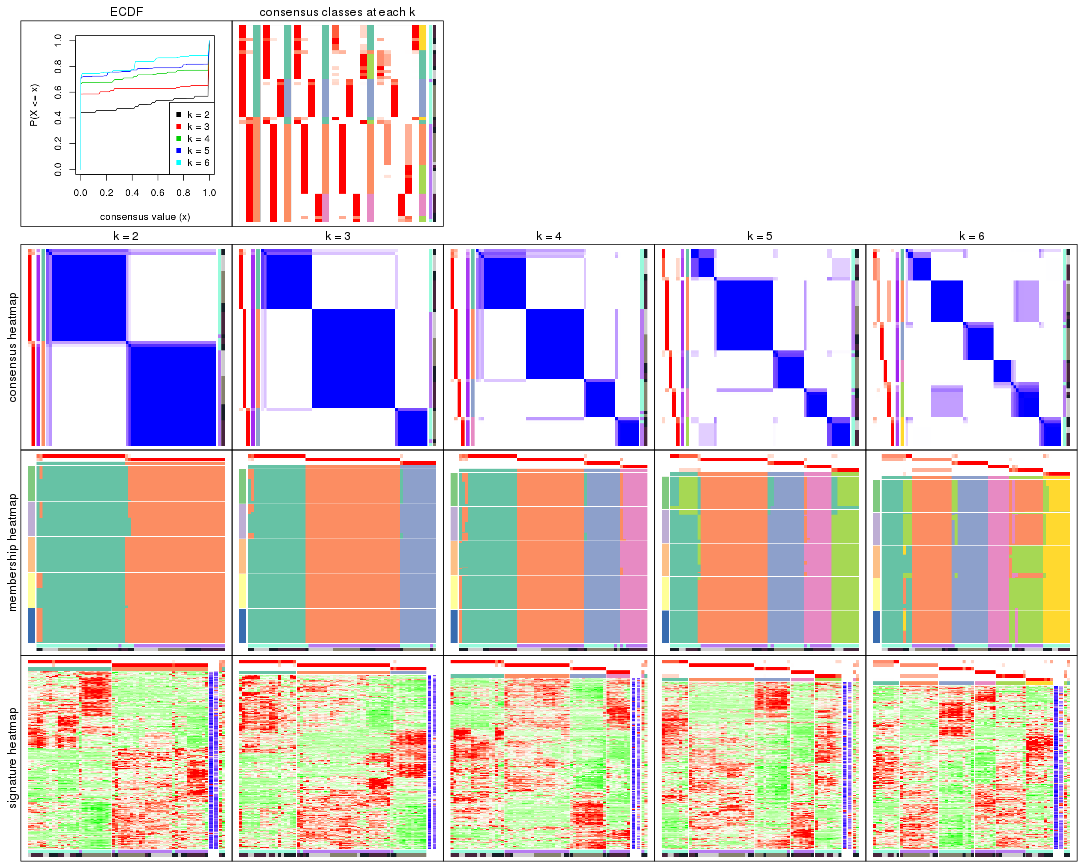 ECDF
consensus classes at each k
P(X <= x)
0.0 0.2 0.4 0.6 0.8 1.0
k = 2
k = 3
k = 4
k = 5
k = 6
0.0 0.2 0.4 0.6 0.8 1.0
consensus value (x)
k = 2
k = 3
k = 4
k = 5
k = 6
consensus heatmap
membership heatmap
signature heatmap